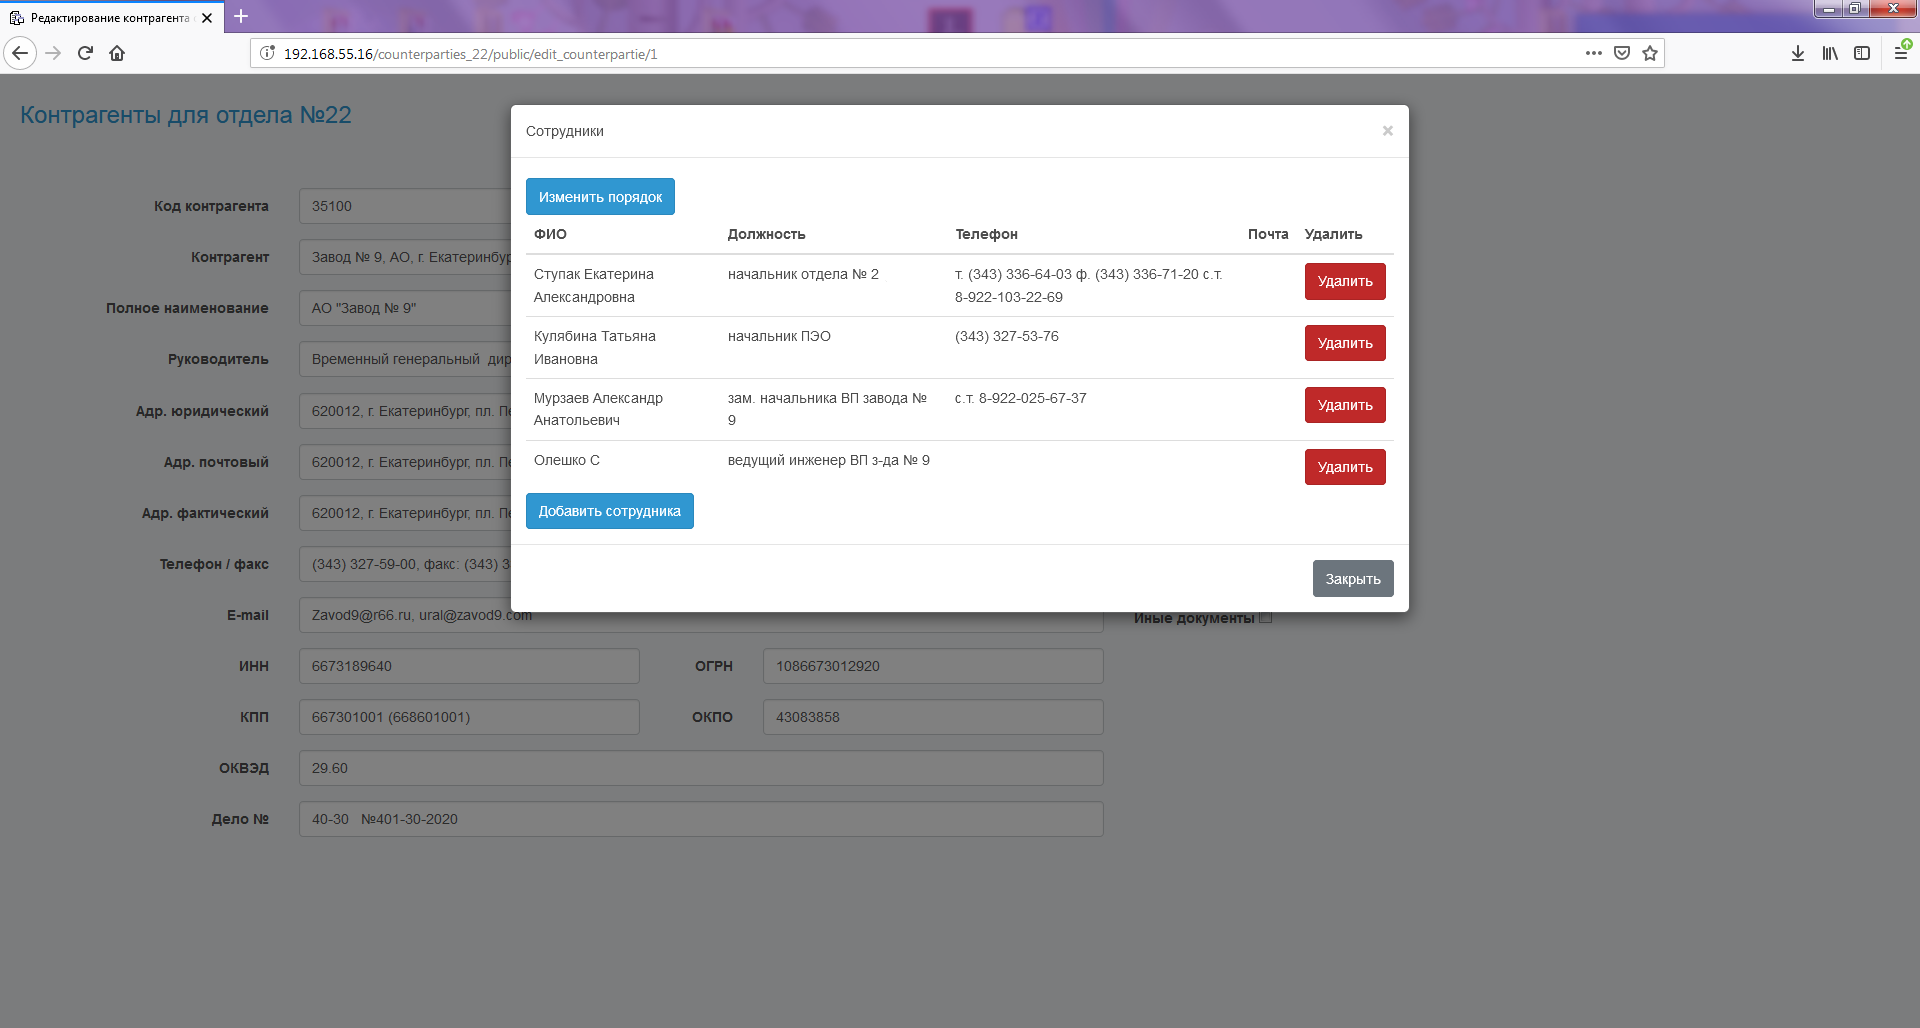 Редактирование контрагента
192.168.55.16/counterparties_22/public/edit_counterpartie/1
Контрагенты для отдела №22
Сотрудники
×
Изменить порядок
ФИО Должность Телефон Почта Удалить
Ступак Екатерина Александровна начальник отдела № 2 т. (343) 336-64-03 ф. (343) 336-71-20 с.т. 8-922-103-22-69 Удалить
Кулябина Татьяна Ивановна начальник ПЭО (343) 327-53-76 Удалить
Мурзаев Александр Анатольевич зам. начальника ВП завода № 9 с.т. 8-922-025-67-37 Удалить
Олешко С ведущий инженер ВП з-да № 9 Удалить
Добавить сотрудника
Закрыть
Код контрагента 35100
Контрагент Завод № 9, АО, г. Екатеринбур
Полное наименование АО "Завод № 9"
Руководитель Временный генеральный дир
Адр. юридический 620012, г. Екатеринбург, пл. Пе
Адр. почтовый 620012, г. Екатеринбург, пл. Пе
Адр. фактический 620012, г. Екатеринбург, пл. Пе
Телефон / факс (343) 327-59-00, факс: (343) 3
E-mail Zavod9@r66.ru, ural@zavod9.com
Иные документы
ИНН 6673189640 ОГРН 1086673012920
КПП 667301001 (668601001) ОКПО 43083858
ОКВЭД 29.60
Дело № 40-30 №401-30-2020